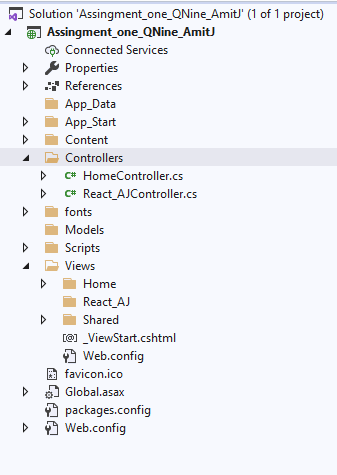 Solution 'Assingment_one_QNine_AmitJ' (1 of 1 project)
Assingment_one_QNine_AmitJ
Connected Services
Properties
References
App_Data
App_Start
Content
Controllers
C# HomeController.cs
C# React_AJController.cs
fonts
Models
Scripts
Views
Home
React_AJ
Shared
[@] _ViewStart.cshtml
Web.config
favicon.ico
Global.asax
packages.config
Web.config